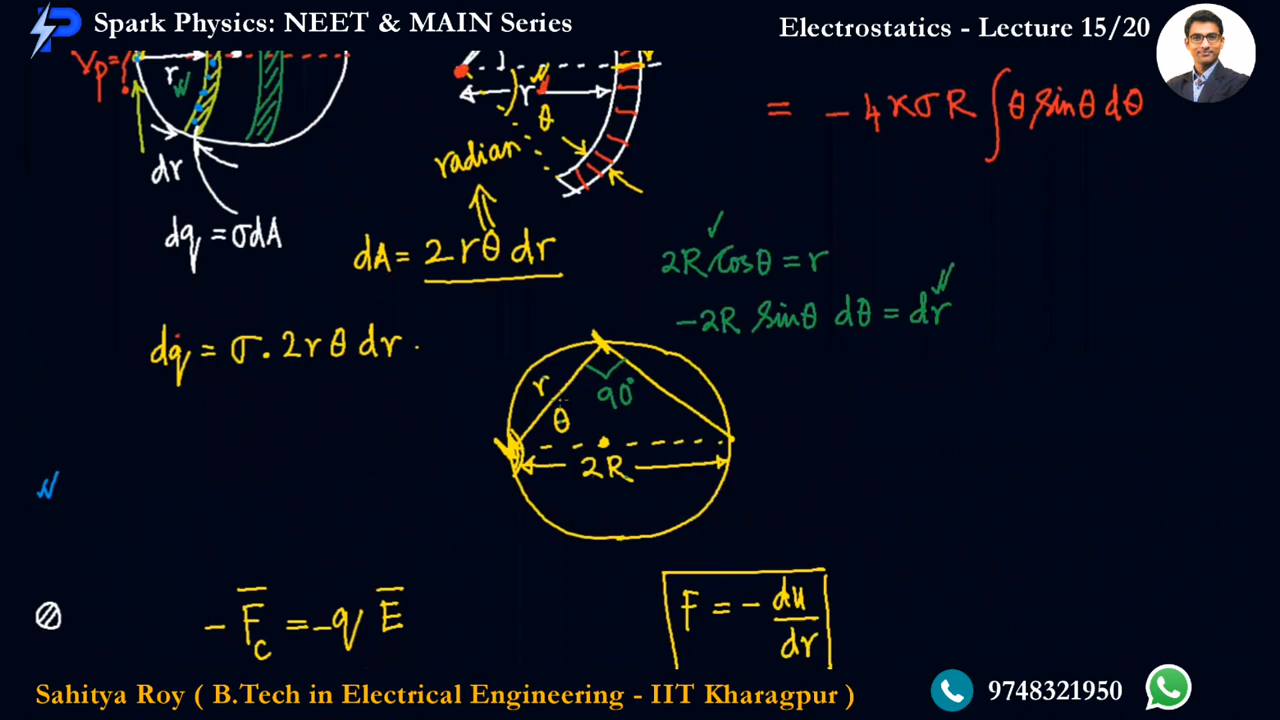 Spark Physics: NEET & MAIN Series
Electrostatics - Lecture 15/20
Vp=?
r
r
θ
= -4KσR∫θ sinθ dθ
radian
dr
dq = σdA
dA = 2rθ dr
2R cosθ = r
-2R sinθ dθ = dr
dq = σ. 2rθ dr.
r
90°
θ
2R
-F̅c = -q E̅
F = - du/dr
Sahitya Roy ( B.Tech in Electrical Engineering - IIT Kharagpur )
9748321950